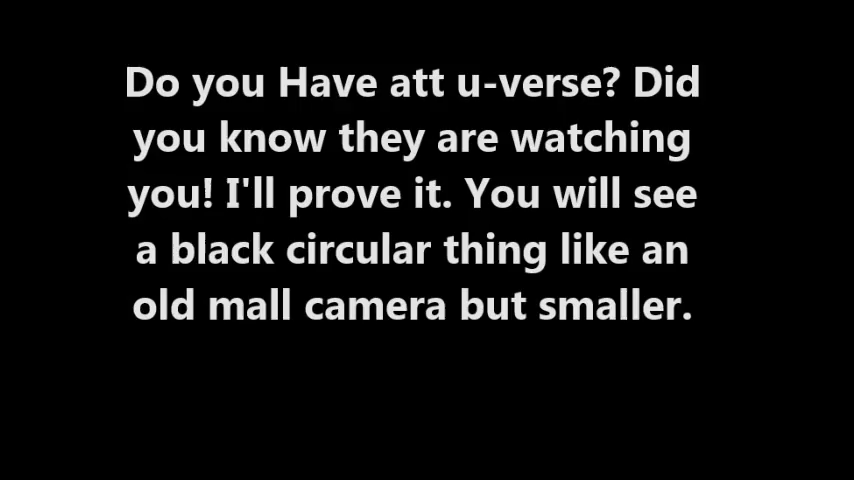 Do you Have att u-verse? Did
you know they are watching
you! I'll prove it. You will see
a black circular thing like an
old mall camera but smaller.